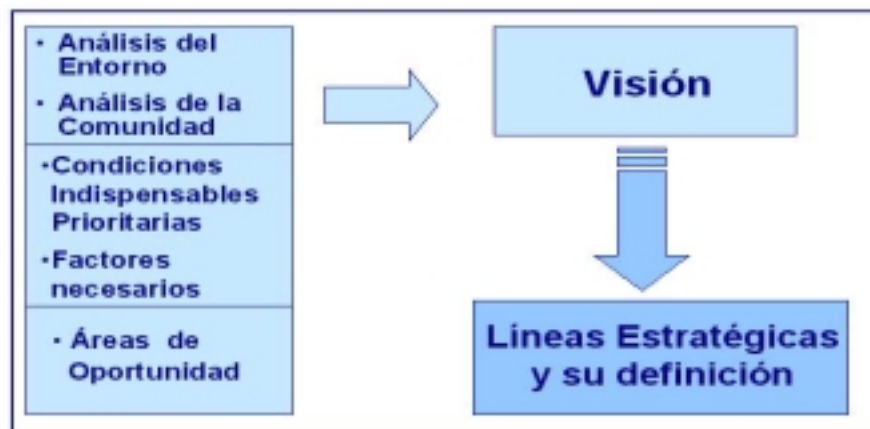 • Análisis del
Entorno
• Análisis de la
Comunidad
•Condiciones
Indispensables
Prioritarias
•Factores
necesarios
• Áreas de
Oportunidad
Visión
Líneas Estratégicas
y su definición